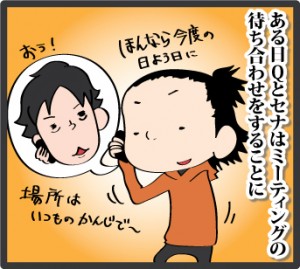 ある日Qとセナはミーティングの
待ち合わせをすることに
ほんなら今度の
日よう日に
おぅ!
場所は
いつものかんじで〜